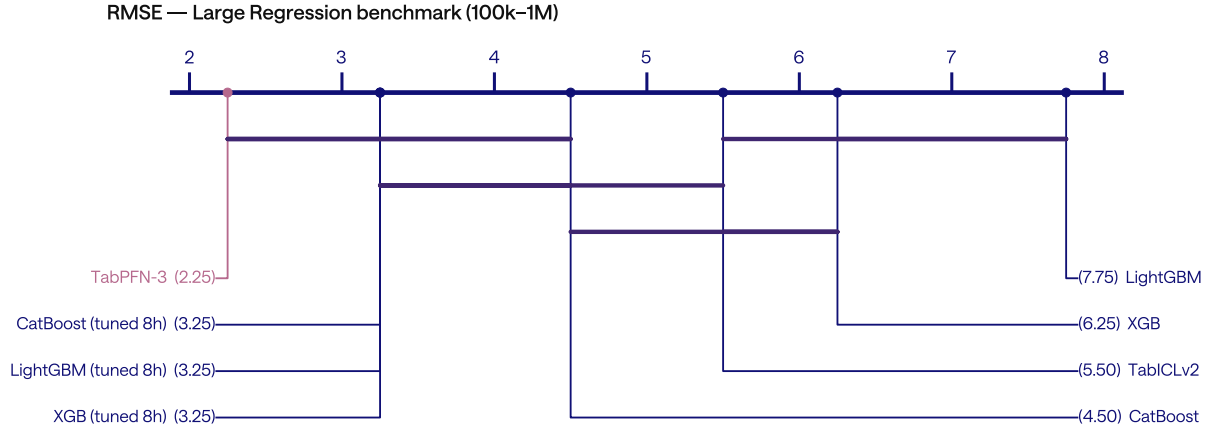 RMSE — Large Regression benchmark (100k–1M)
2 3 4 5 6 7 8
TabPFN-3 (2.25)
(7.75) LightGBM
CatBoost (tuned 8h) (3.25)
(6.25) XGB
LightGBM (tuned 8h) (3.25)
(5.50) TabICLv2
XGB (tuned 8h) (3.25)
(4.50) CatBoost